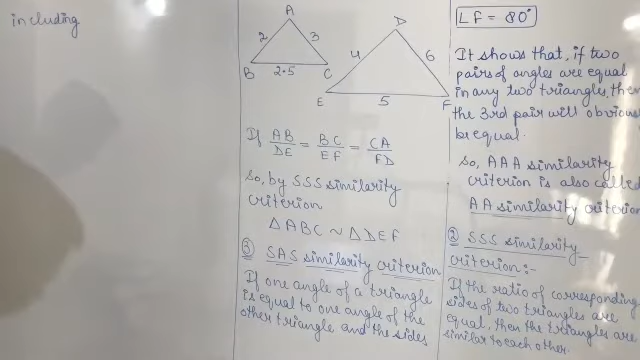 including
A
2
3
B
2.5
C
D
4
6
E
5
F
If AB/DE = BC/EF = CA/FD
So, by SSS similarity
criterion
△ABC ~ △DEF
③ SAS similarity criterion
If one angle of a triangle
is equal to one angle of the
other triangle and the sides
∠F = 80°
It shows that, if two
pairs of angles are equal
in any two triangles, then
the 3rd pair will obvious
be equal.
So, AAA similarity
criterion is also called
AA similarity criterion
② SSS similarity
criterion:-
If the ratio of corresponding
sides of two triangles are
equal, then the triangles are
similar to each other.